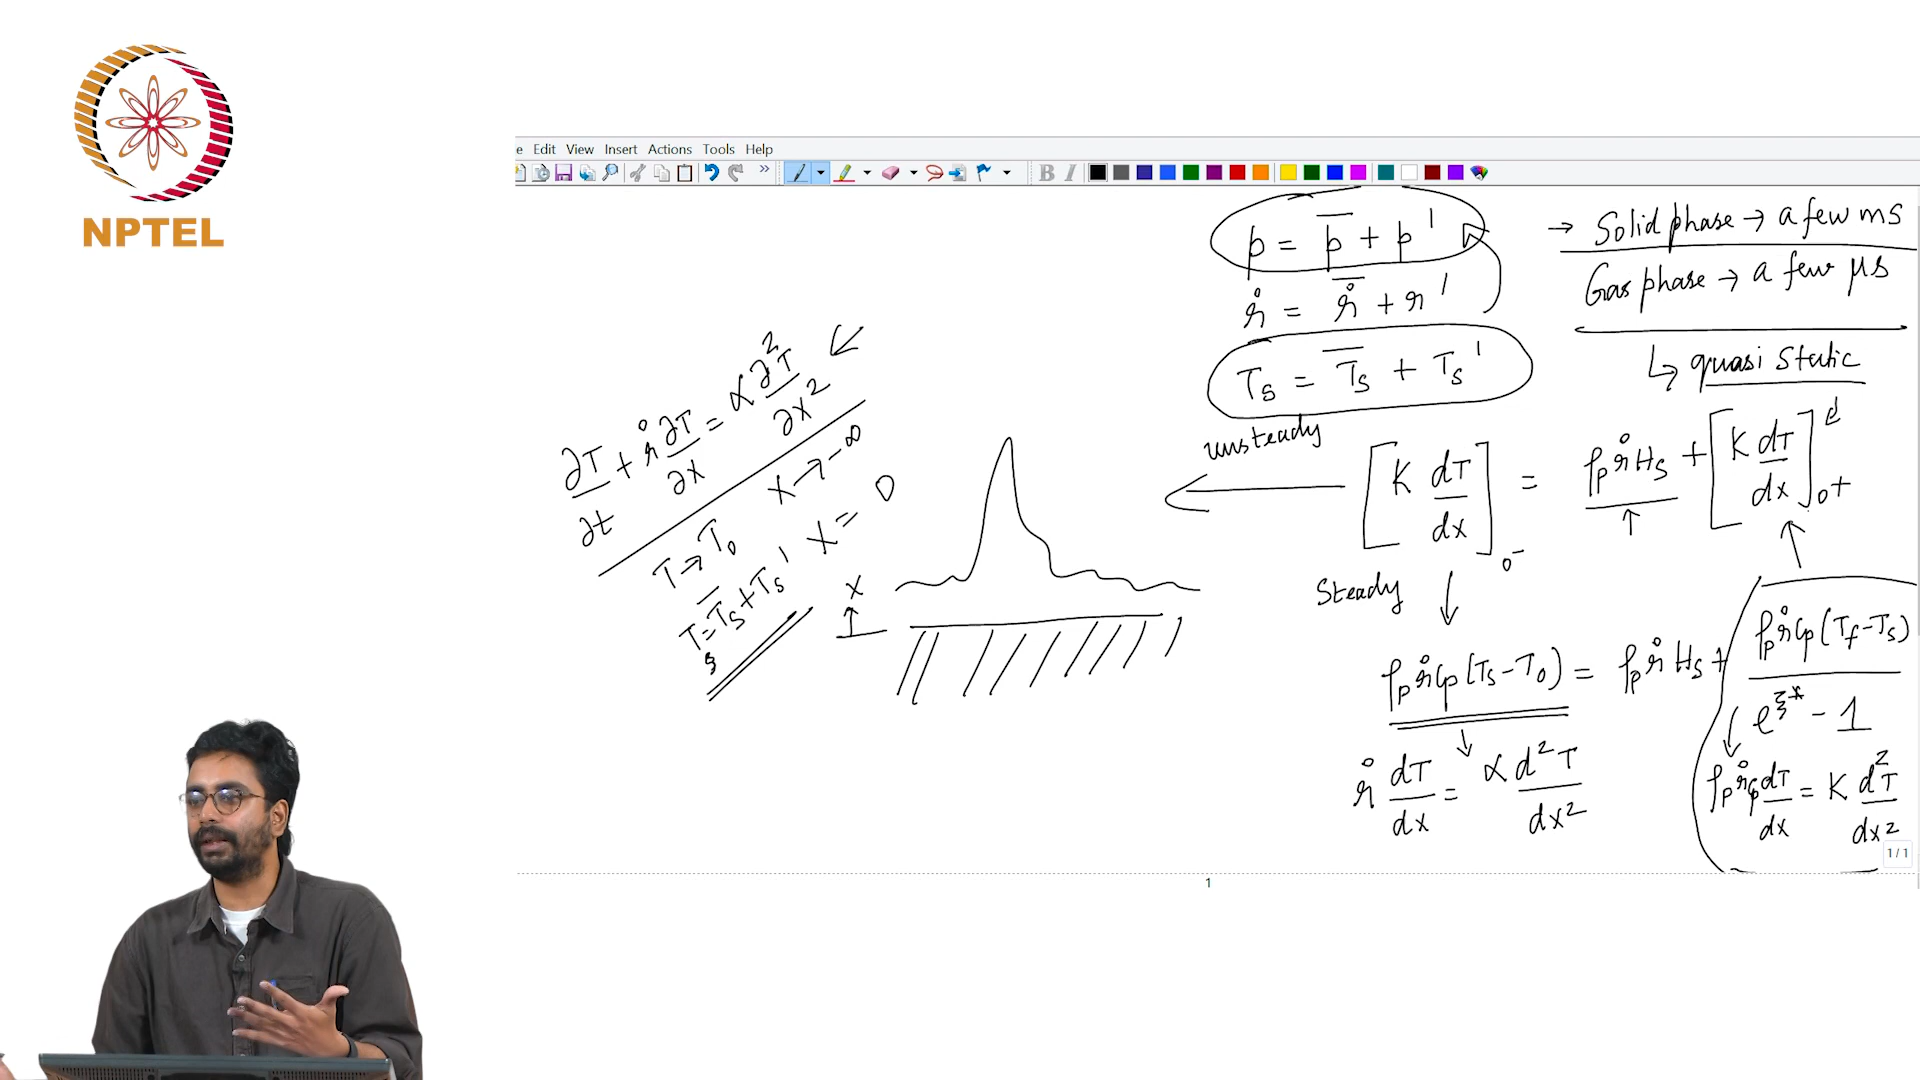 NPTEL
e Edit View Insert Actions Tools Help
p = p̅ + p'
ṙ = ṙ̅ + r'
Ts = T̅s + Ts'
→ Solid phase → a few ms
Gas phase → a few μs
↳ quasi static
∂T/∂t + ṙ ∂T/∂x = α ∂²T/∂x²
T → T₀ x → -∞
Ts = T̅s + Ts' x = 0
x
unsteady
[K dT/dx]₀- = ρp ṙ Hs + [K dT/dx]₀+
Steady
ρp ṙ Cp (Ts - T₀) = ρp ṙ Hs + ρp ṙ Cp (Tf - Ts) / e^ξ* - 1
ṙ dT/dx = α d²T/dx²
ρp ṙ Cp dT/dx = K d²T/dx²
1/1
1